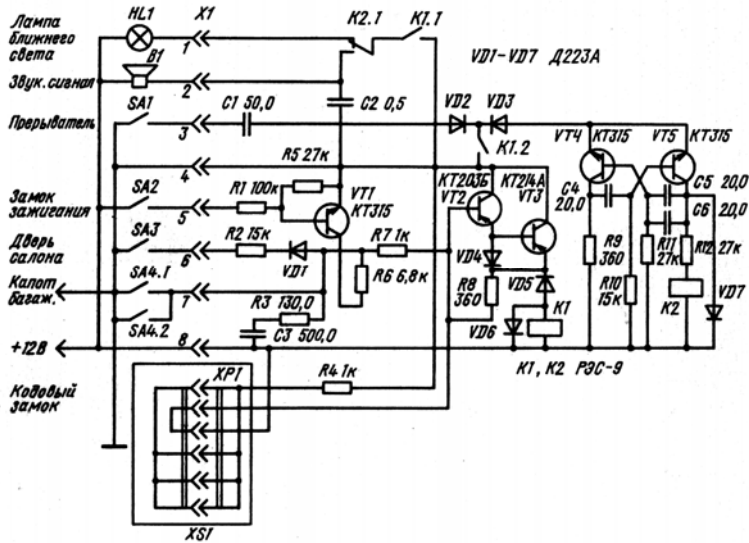 Лампа ближнего света
HL1
X1
1
K2.1
K1.1
B1
Звук. сигнал
2
VD1-VD7 Д223А
SA1
C1 50,0
C2 0,5
VD2
VD3
Прерыватель
3
R5 27к
K1.2
VT4
КТ315
VT5
КТ315
4
SA2
R1 100к
VT1
КТ315
КТ203Б
VT2
КТ214А
VT3
C4
20,0
C5 20,0
C6 20,0
Замок зажигания
5
SA3
R2 15к
R7 1к
Дверь салона
6
VD1
R6 6,8к
VD4
R8
360
VD5
K1
R9
360
R10
15к
R11
27к
R12 27к
K2
VD7
Капот багаж.
SA4.1
7
R3 130,0
SA4.2
C3 500,0
VD6
+12В
8
K1, K2 РЭС-9
Кодовый замок
XP1
R4 1к
XS1